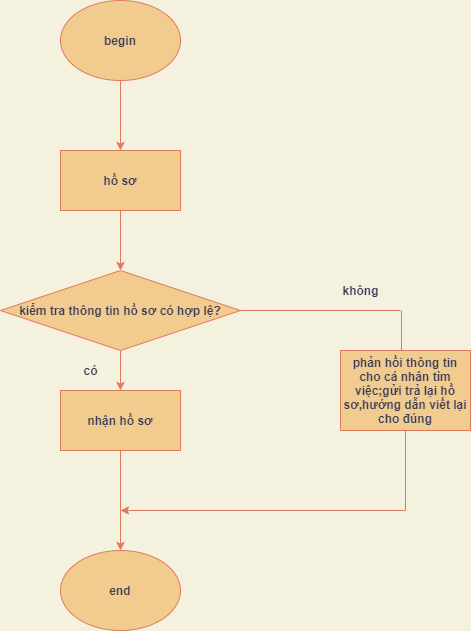 begin
hồ sơ
kiểm tra thông tin hồ sơ có hợp lệ?
không
có
phản hồi thông tin
cho cá nhân tìm
việc;gửi trả lại hồ
sơ,hướng dẫn viết lại
cho đúng
nhận hồ sơ
end